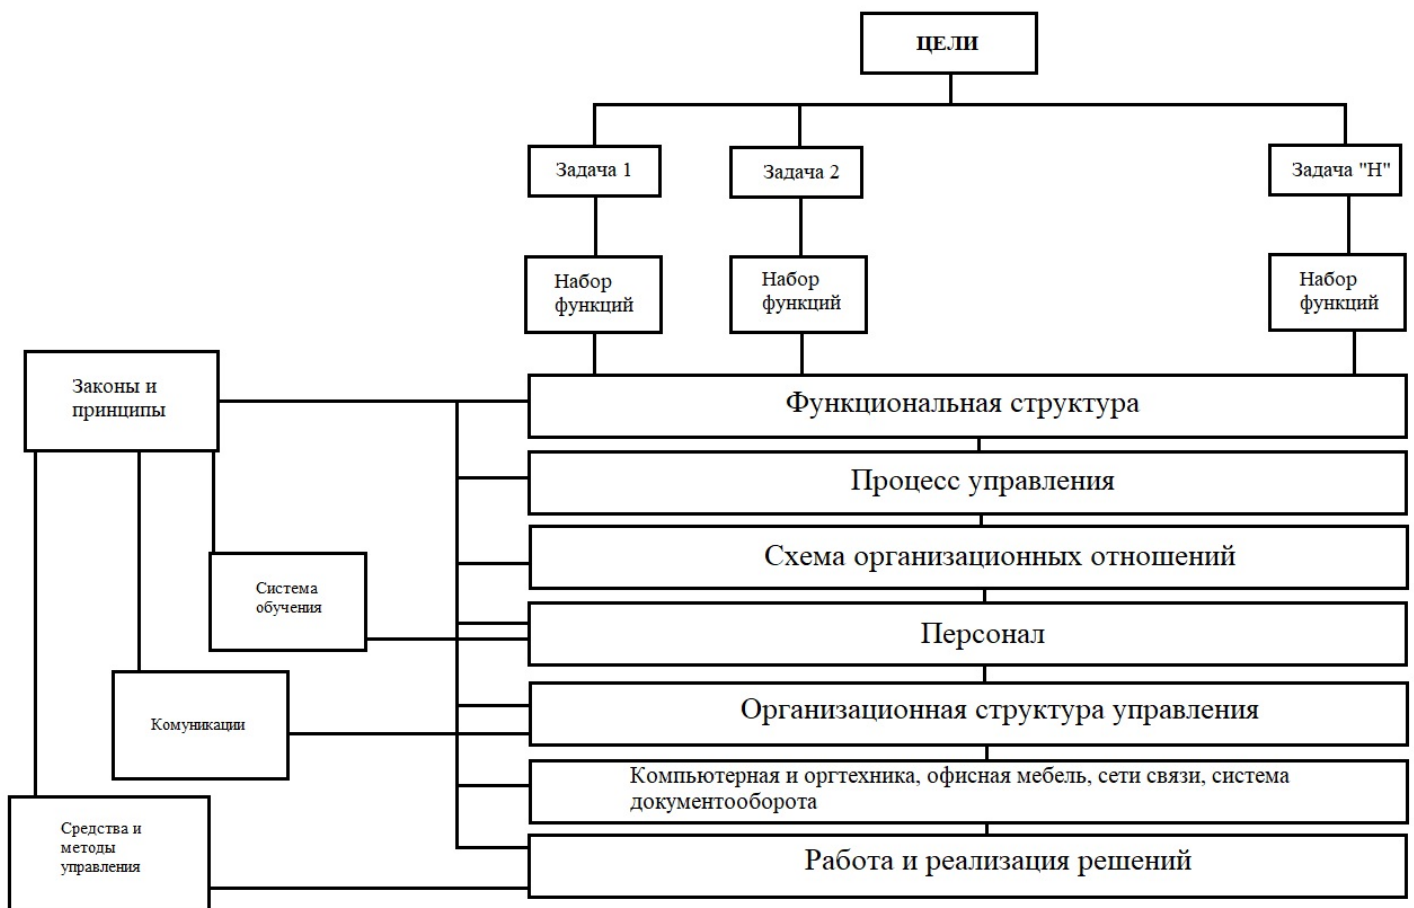 ЦЕЛИ
Задача 1
Задача 2
Задача "Н"
Набор
функций
Набор
функций
Набор
функций
Законы и
принципы
Функциональная структура
Процесс управления
Схема организационных отношений
Система
обучения
Персонал
Комуникации
Организационная структура управления
Компьютерная и оргтехника, офисная мебель, сети связи, система
документооборота
Средства и
методы
управления
Работа и реализация решений